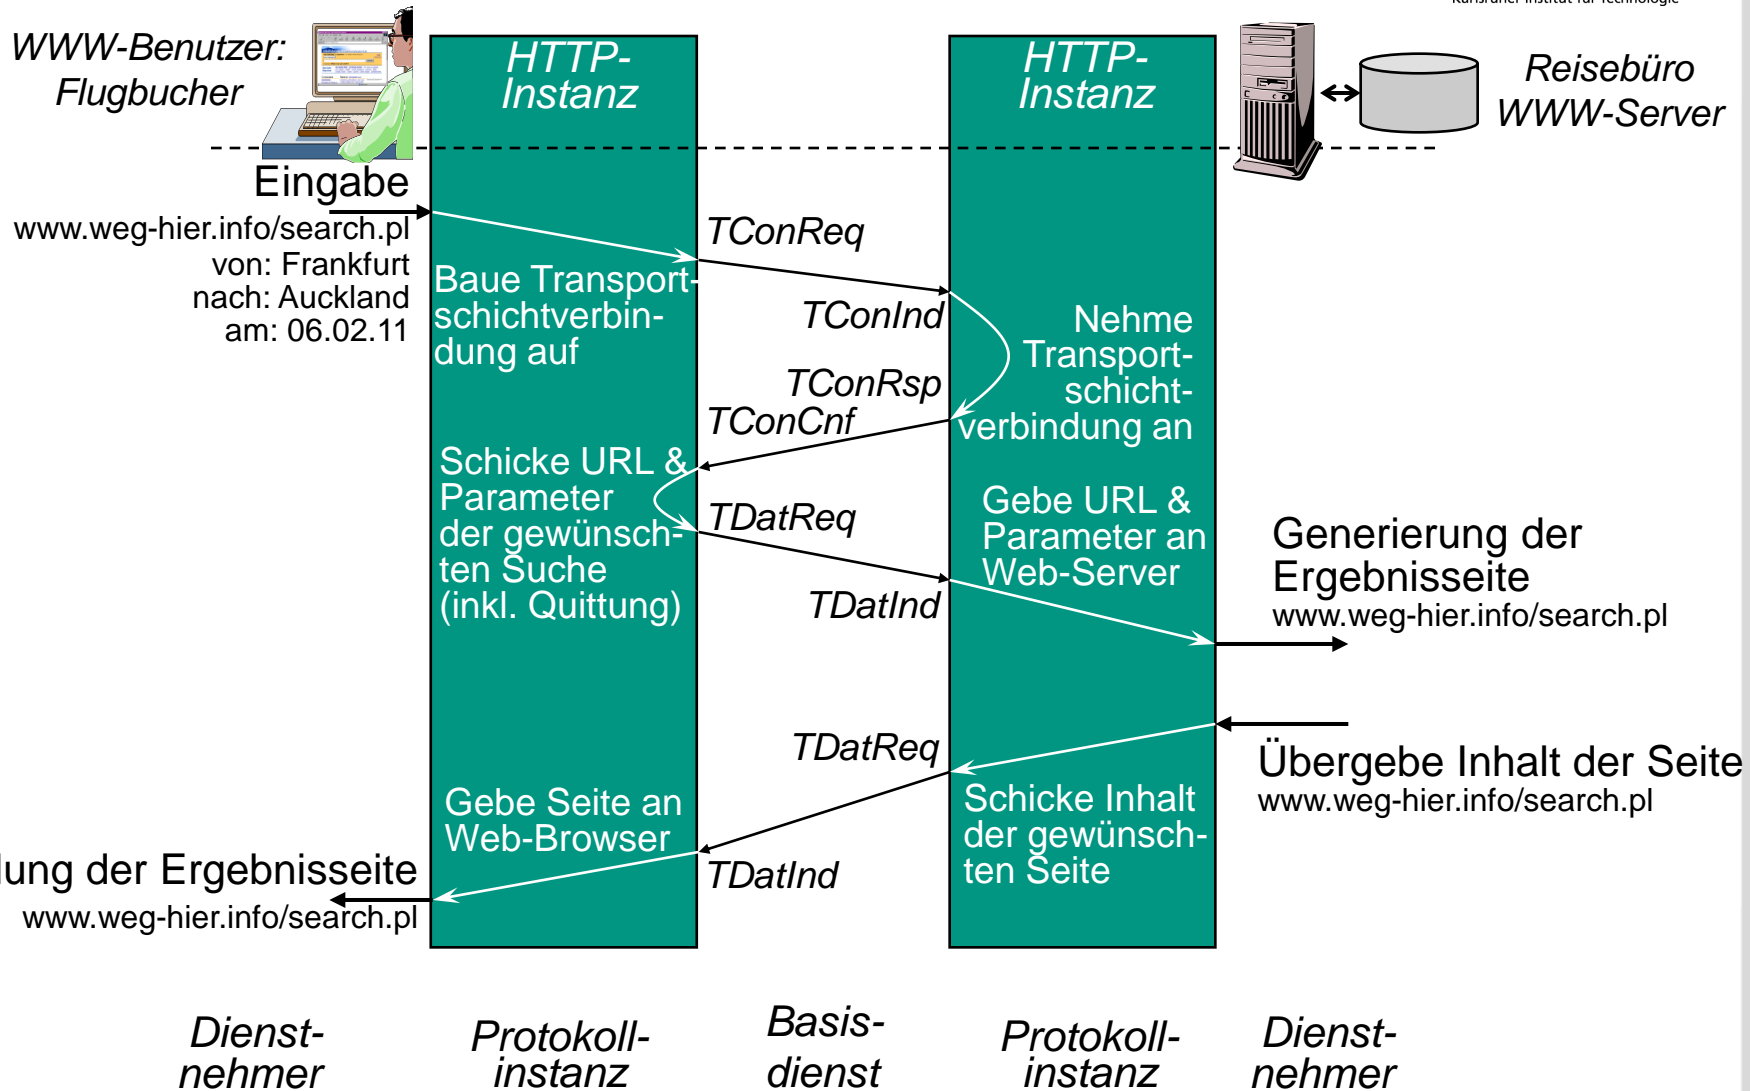 WWW-Benutzer:
Flugbucher
HTTP-
Instanz
HTTP-
Instanz
Reisebüro
WWW-Server
Eingabe
www.weg-hier.info/search.pl
von: Frankfurt
nach: Auckland
am: 06.02.11
Baue Transport-
schichtverbin-
dung auf
TConReq
TConInd
Nehme
Transport-
schicht-
verbindung an
TConRsp
TConCnf
Schicke URL &
Parameter
der gewünsch-
ten Suche
(inkl. Quittung)
TDatReq
TDatInd
Gebe URL &
Parameter an
Web-Server
Generierung der
Ergebnisseite
www.weg-hier.info/search.pl
Übergebe Inhalt der Seite
www.weg-hier.info/search.pl
TDatReq
Schicke Inhalt
der gewünsch-
ten Seite
Gebe Seite an
Web-Browser
TDatInd
der Ergebnisseite
www.weg-hier.info/search.pl
Dienst-
nehmer
Protokoll-
instanz
Basis-
dienst
Protokoll-
instanz
Dienst-
nehmer